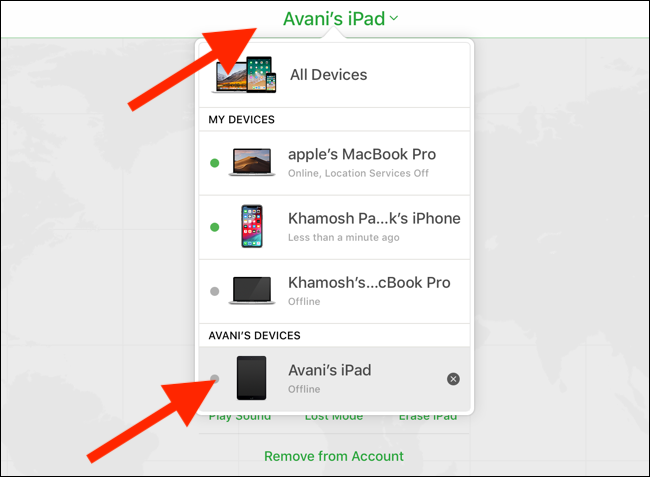 Avani’s iPad
All Devices
MY DEVICES
apple’s MacBook Pro
Online, Location Services Off
Khamosh Pa...k’s iPhone
Less than a minute ago
Khamosh’s...cBook Pro
Offline
AVANI’S DEVICES
Avani’s iPad
Offline
Play Sound Lost Mode Erase iPad
Remove from Account